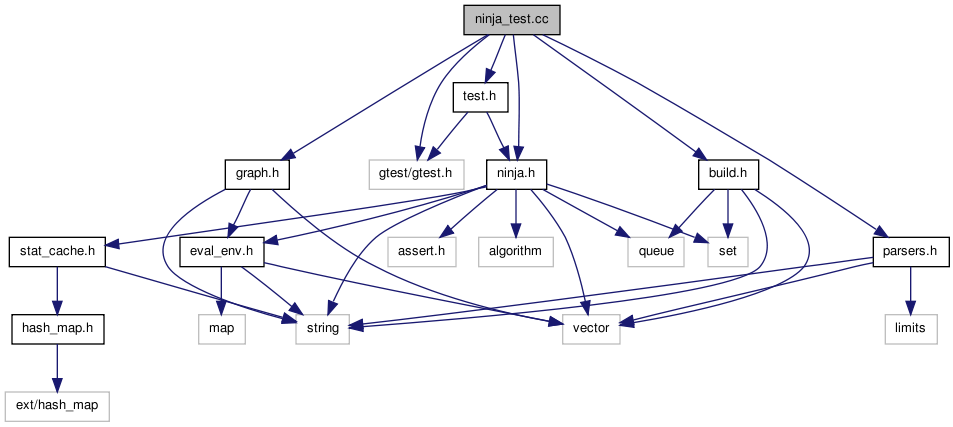 ninja_test.cc
test.h
graph.h
gtest/gtest.h
ninja.h
build.h
stat_cache.h
eval_env.h
assert.h
algorithm
queue
set
parsers.h
hash_map.h
map
string
vector
limits
ext/hash_map